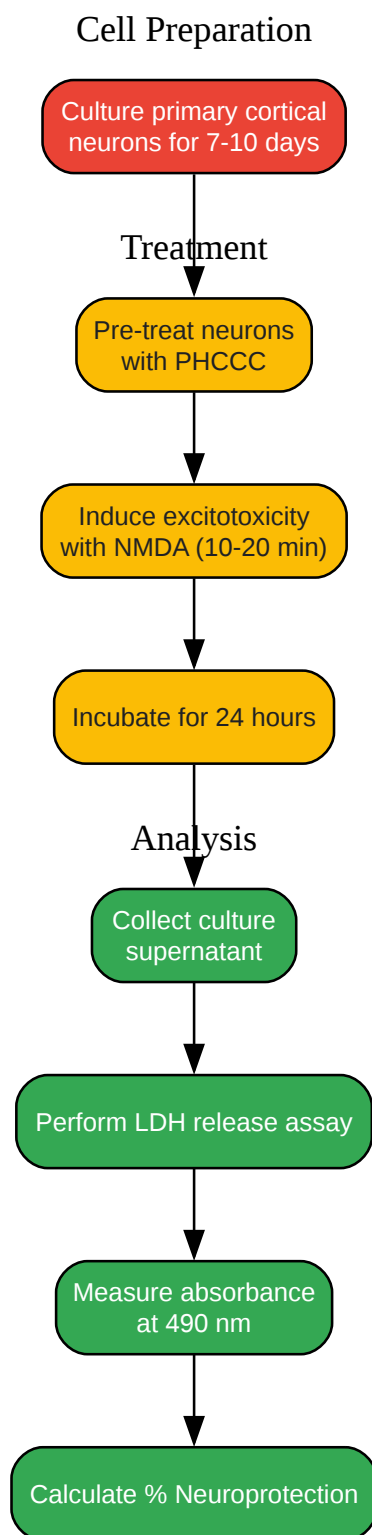 Cell Preparation
Culture primary cortical
neurons for 7-10 days
Treatment
Pre-treat neurons
with PHCCC
Induce excitotoxicity
with NMDA (10-20 min)
Incubate for 24 hours
Analysis
Collect culture
supernatant
Perform LDH release assay
Measure absorbance
at 490 nm
Calculate % Neuroprotection